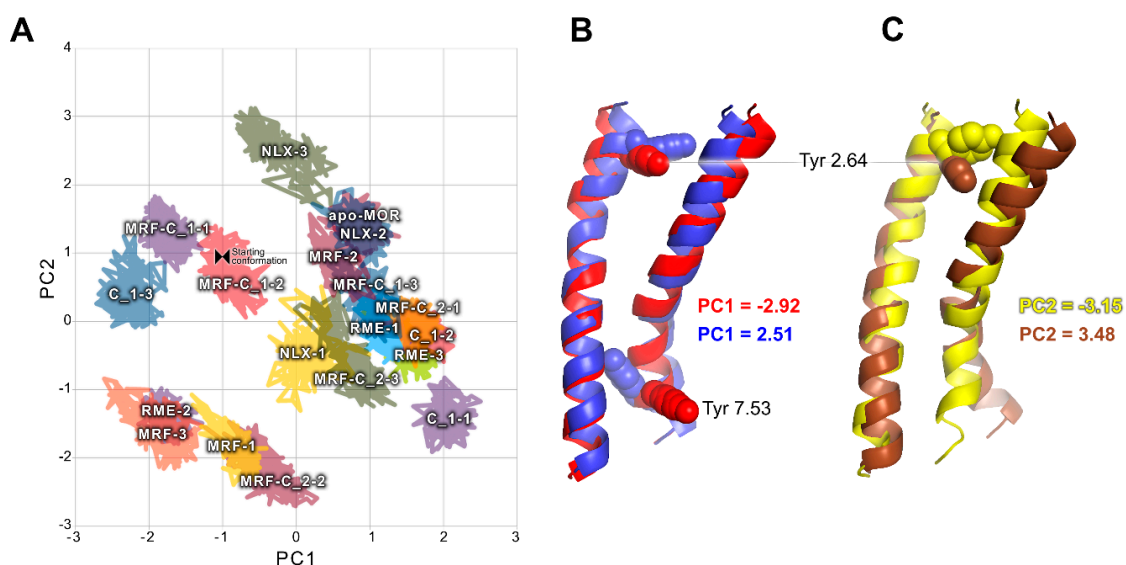 A
B
C
4
3
2
1
0
-1
-2
-3
PC2
-3
-2
-1
0
1
2
3
PC1
NLX-3
apo-MOR
NLX-2
MRF-C_1-1
Starting
conformation
MRF-2
MRF-C_1-2
MRF-C_1-3
C_1-3
MRF-C_2-1
RME-1
C_1-2
NLX-1
RME-3
MRF-C_2-3
C_1-1
RME-2
MRF-3
MRF-1
MRF-C_2-2
Tyr 2.64
PC1 = -2.92
PC1 = 2.51
Tyr 7.53
PC2 = -3.15
PC2 = 3.48